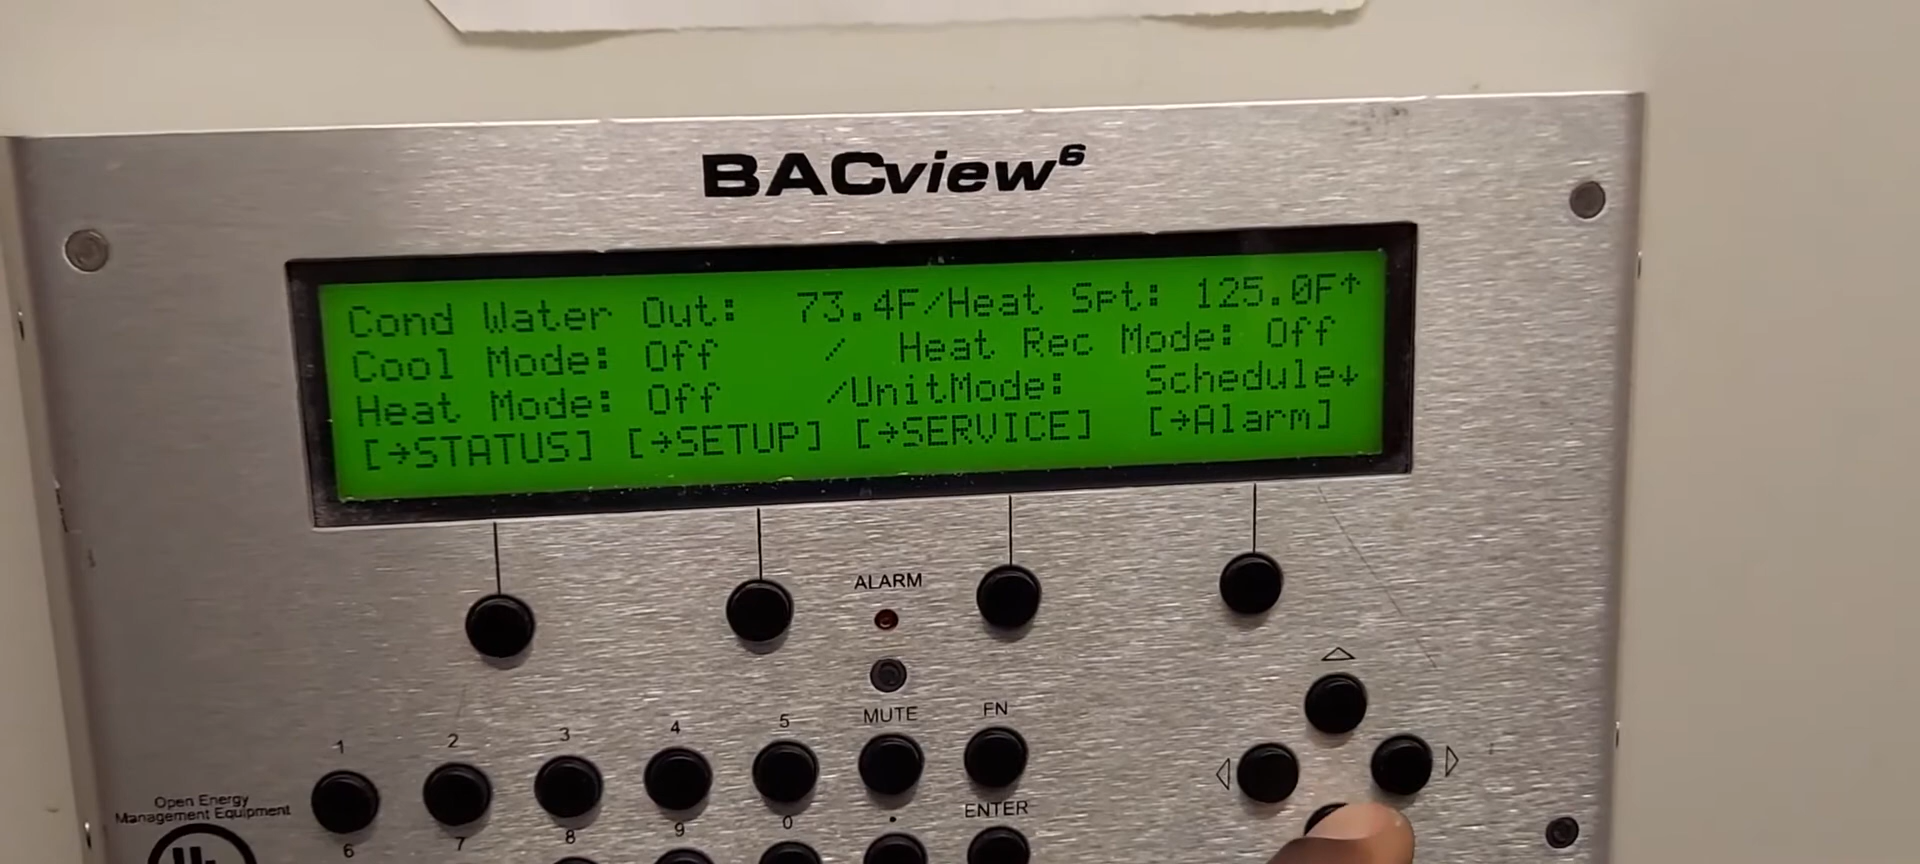 BACview⁶
Cond Water Out: 73.4F/Heat Spt: 125.0F↑
Cool Mode: Off / Heat Rec Mode: Off
Heat Mode: Off /UnitMode: Schedule↓
[→STATUS] [→SETUP] [→SERVICE] [→Alarm]
ALARM
1 2 3 4 5 MUTE FN
6 7 8 9 0 . ENTER
Open Energy
Management Equipment
UL